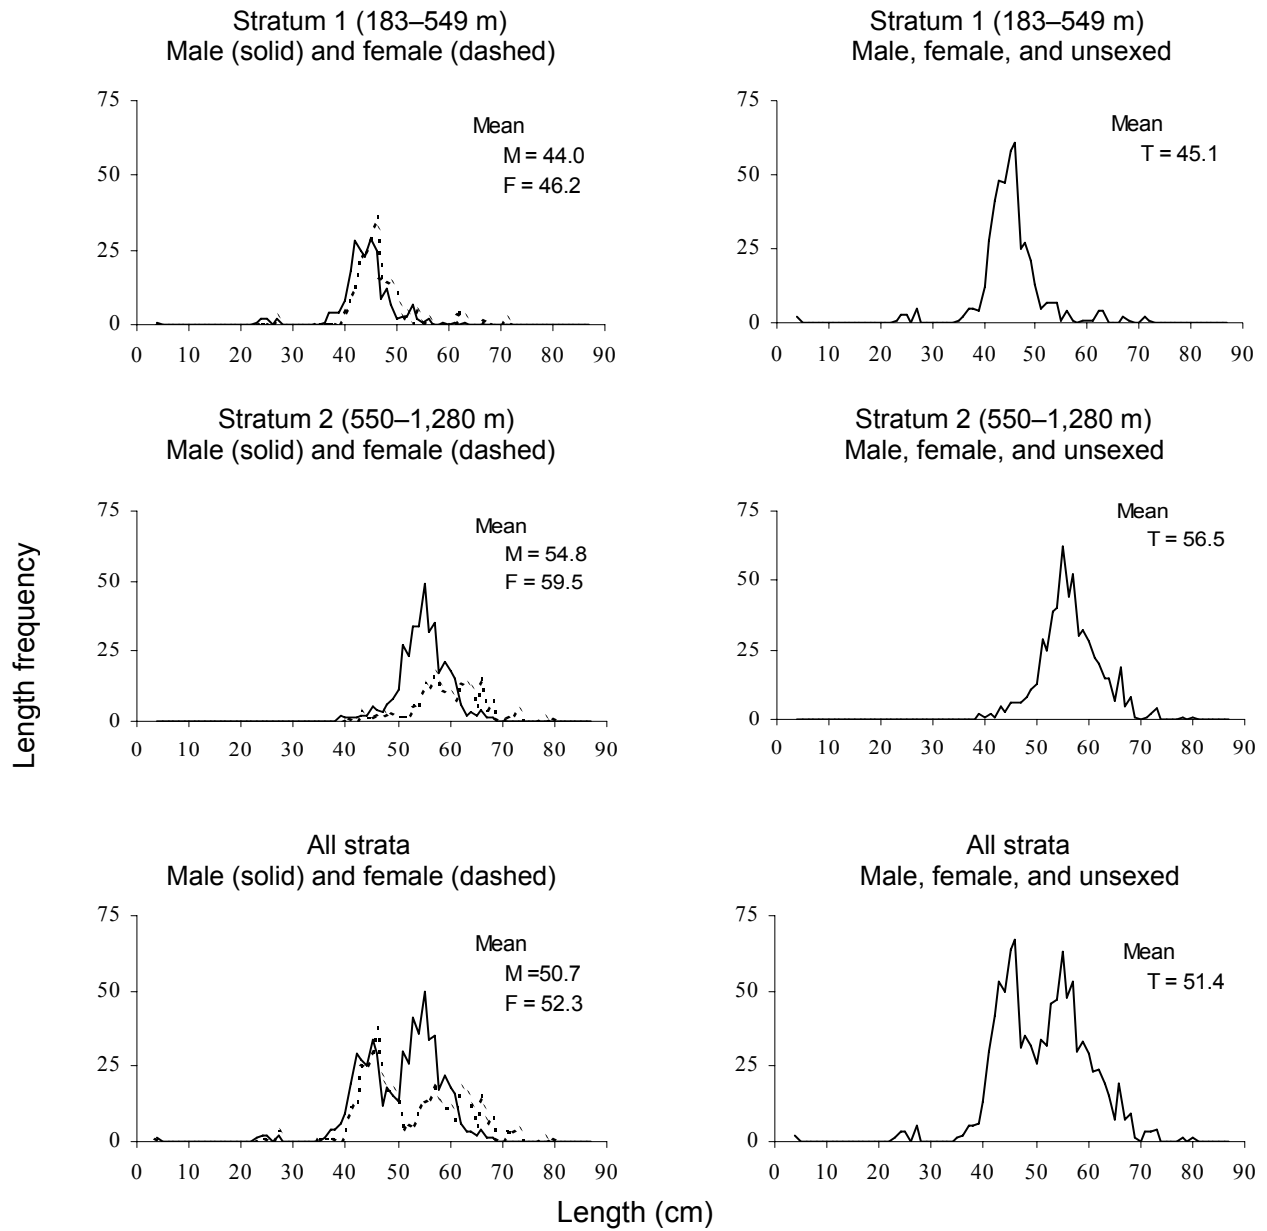 Stratum 1 (183–549 m)
Male (solid) and female (dashed)
75
50
25
0
Mean
M = 44.0
F = 46.2
0 10 20 30 40 50 60 70 80 90
Stratum 1 (183–549 m)
Male, female, and unsexed
75
50
25
0
Mean
T = 45.1
0 10 20 30 40 50 60 70 80 90
Stratum 2 (550–1,280 m)
Male (solid) and female (dashed)
75
50
25
0
Mean
M = 54.8
F = 59.5
0 10 20 30 40 50 60 70 80 90
Stratum 2 (550–1,280 m)
Male, female, and unsexed
75
50
25
0
Mean
T = 56.5
0 10 20 30 40 50 60 70 80 90
Length frequency
All strata
Male (solid) and female (dashed)
75
50
25
0
Mean
M =50.7
F = 52.3
0 10 20 30 40 50 60 70 80 90
All strata
Male, female, and unsexed
75
50
25
0
Mean
T = 51.4
0 10 20 30 40 50 60 70 80 90
Length (cm)